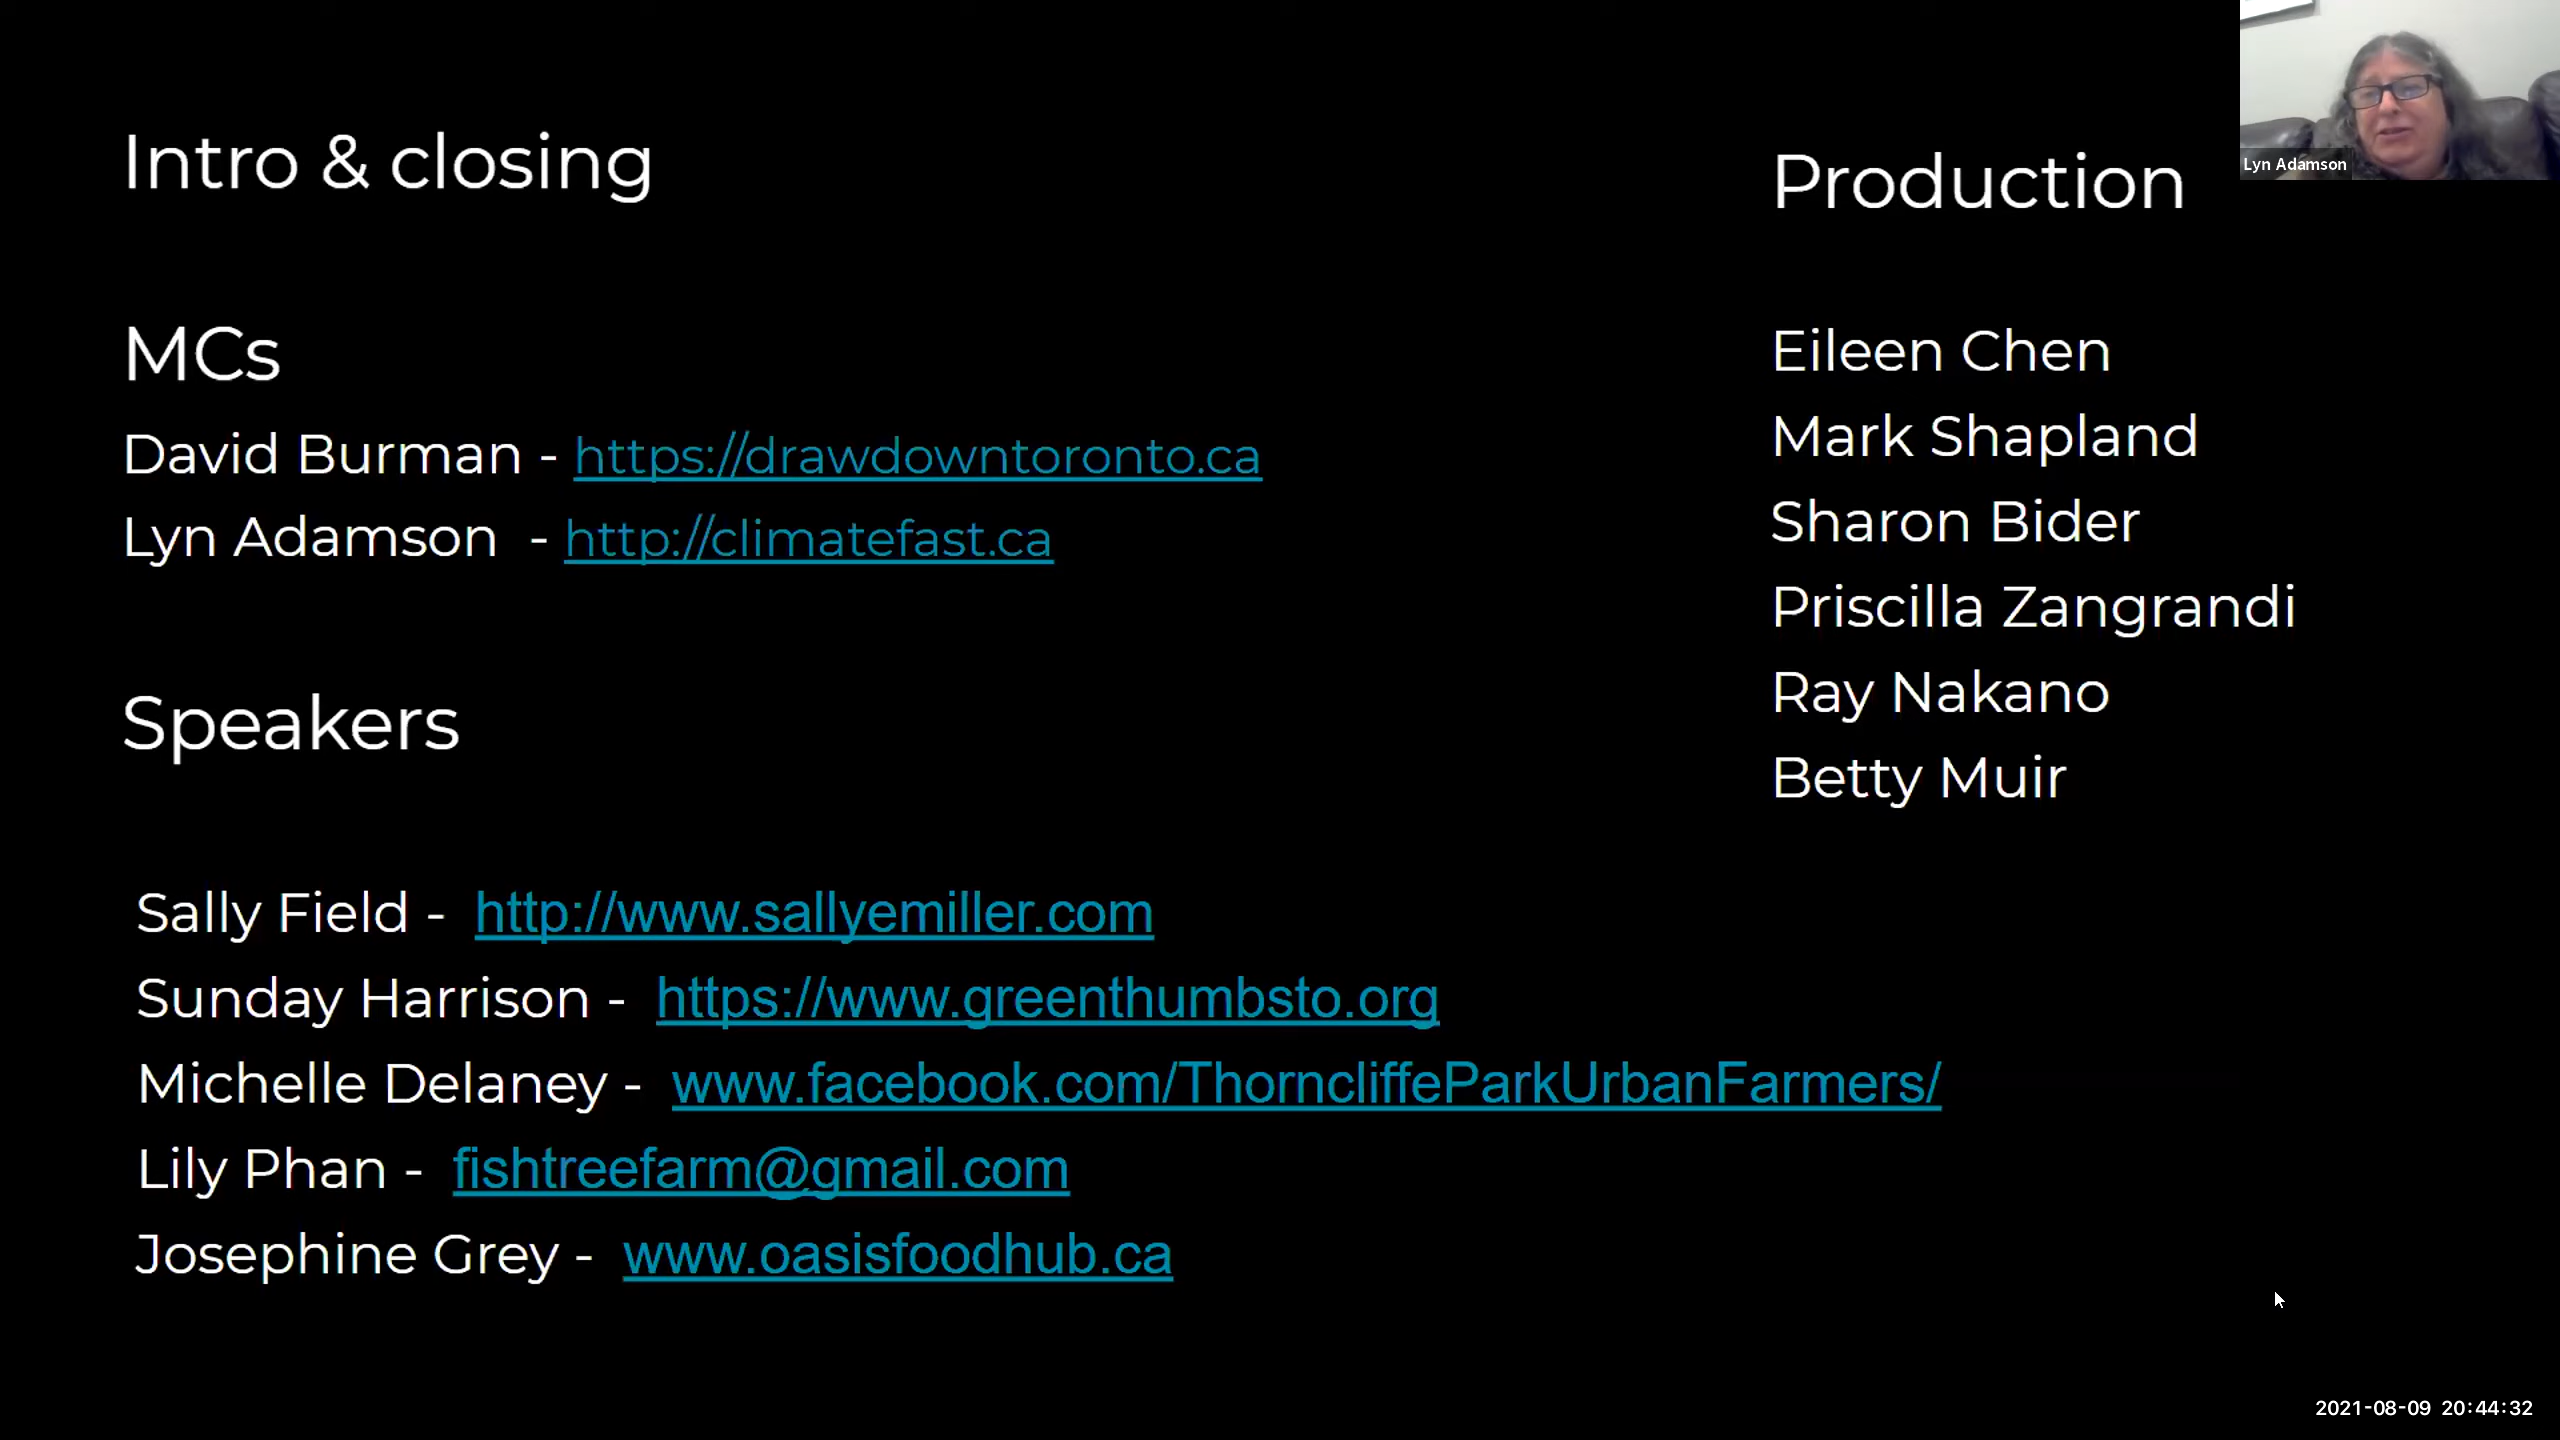 Intro & closing
MCs
David Burman - https://drawdowntoronto.ca
Lyn Adamson - http://climatefast.ca
Speakers
Sally Field - http://www.sallyemiller.com
Sunday Harrison - https://www.greenthumbsto.org
Michelle Delaney - www.facebook.com/ThorncliffeParkUrbanFarmers/
Lily Phan - fishtreefarm@gmail.com
Josephine Grey - www.oasisfoodhub.ca
Production
Eileen Chen
Mark Shapland
Sharon Bider
Priscilla Zangrandi
Ray Nakano
Betty Muir
Lyn Adamson
2021-08-09 20:44:32